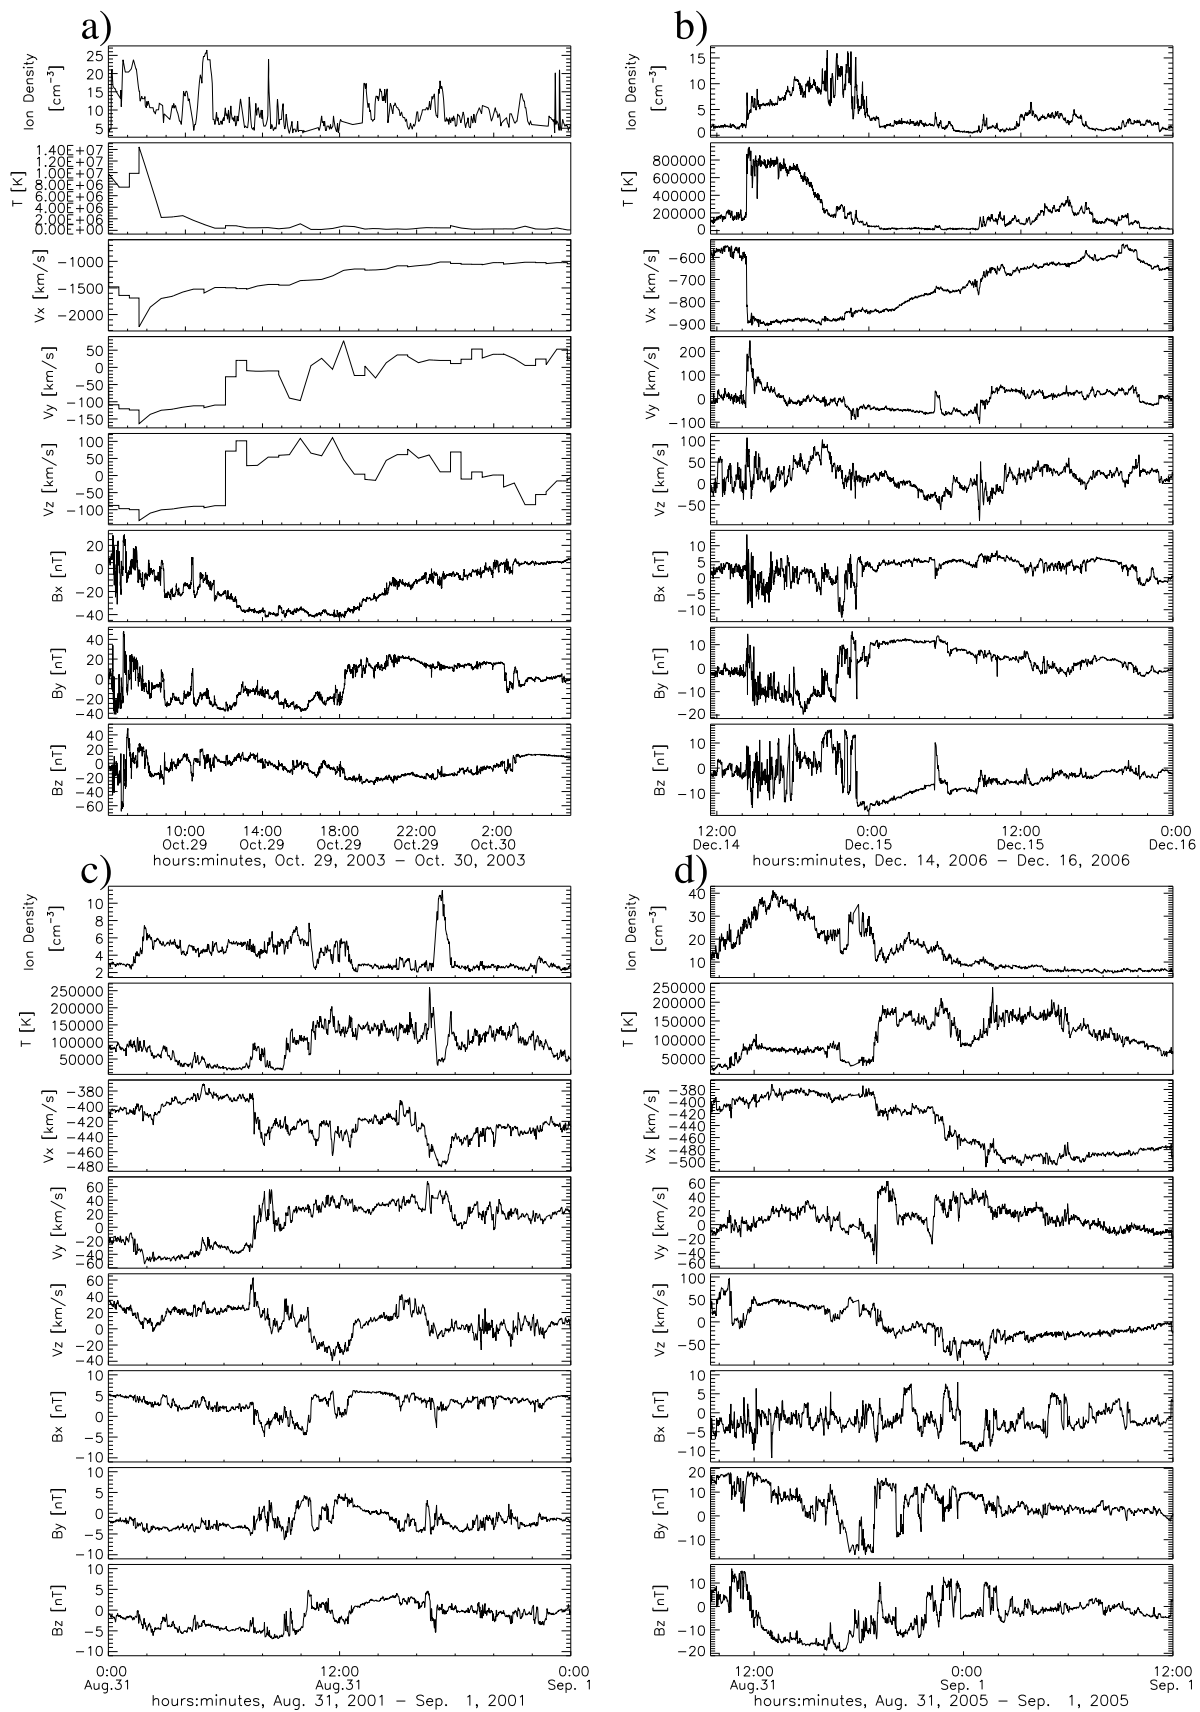 a)
Ion Density
[cm⁻³]
25
20
15
10
5
T [K]
1.40E+07
1.20E+07
1.00E+07
8.00E+06
6.00E+06
4.00E+06
2.00E+06
0.00E+00
Vx [km/s]
−1000
−1500
−2000
Vy [km/s]
50
0
−50
−100
−150
Vz [km/s]
100
50
0
−50
−100
Bx [nT]
20
0
−20
−40
By [nT]
40
20
0
−20
−40
Bz [nT]
40
20
0
−20
−40
−60
10:00 14:00 18:00 22:00 2:00
Oct.29 Oct.29 Oct.29 Oct.29 Oct.30
hours:minutes, Oct. 29, 2003 − Oct. 30, 2003
b)
Ion Density
[cm⁻³]
15
10
5
0
T [K]
800000
600000
400000
200000
0
Vx [km/s]
−600
−700
−800
−900
Vy [km/s]
200
100
0
−100
Vz [km/s]
100
50
0
−50
Bx [nT]
10
5
0
−5
−10
By [nT]
10
0
−10
−20
Bz [nT]
10
0
−10
12:00 0:00 12:00 0:00
Dec.14 Dec.15 Dec.15 Dec.16
hours:minutes, Dec. 14, 2006 − Dec. 16, 2006
c)
Ion Density
[cm⁻³]
10
8
6
4
2
T [K]
250000
200000
150000
100000
50000
Vx [km/s]
−380
−400
−420
−440
−460
−480
Vy [km/s]
60
40
20
0
−20
−40
−60
Vz [km/s]
60
40
20
0
−20
−40
Bx [nT]
10
5
0
−5
−10
By [nT]
10
5
0
−5
−10
Bz [nT]
10
5
0
−5
−10
0:00 12:00 0:00
Aug.31 Aug.31 Sep. 1
hours:minutes, Aug. 31, 2001 − Sep. 1, 2001
d)
Ion Density
[cm⁻³]
40
30
20
10
T [K]
250000
200000
150000
100000
50000
Vx [km/s]
−380
−400
−420
−440
−460
−480
−500
Vy [km/s]
60
40
20
0
−20
−40
−60
Vz [km/s]
100
50
0
−50
Bx [nT]
10
5
0
−5
−10
By [nT]
20
10
0
−10
Bz [nT]
10
0
−10
−20
12:00 0:00 12:00
Aug.31 Sep. 1 Sep. 1
hours:minutes, Aug. 31, 2005 − Sep. 1, 2005